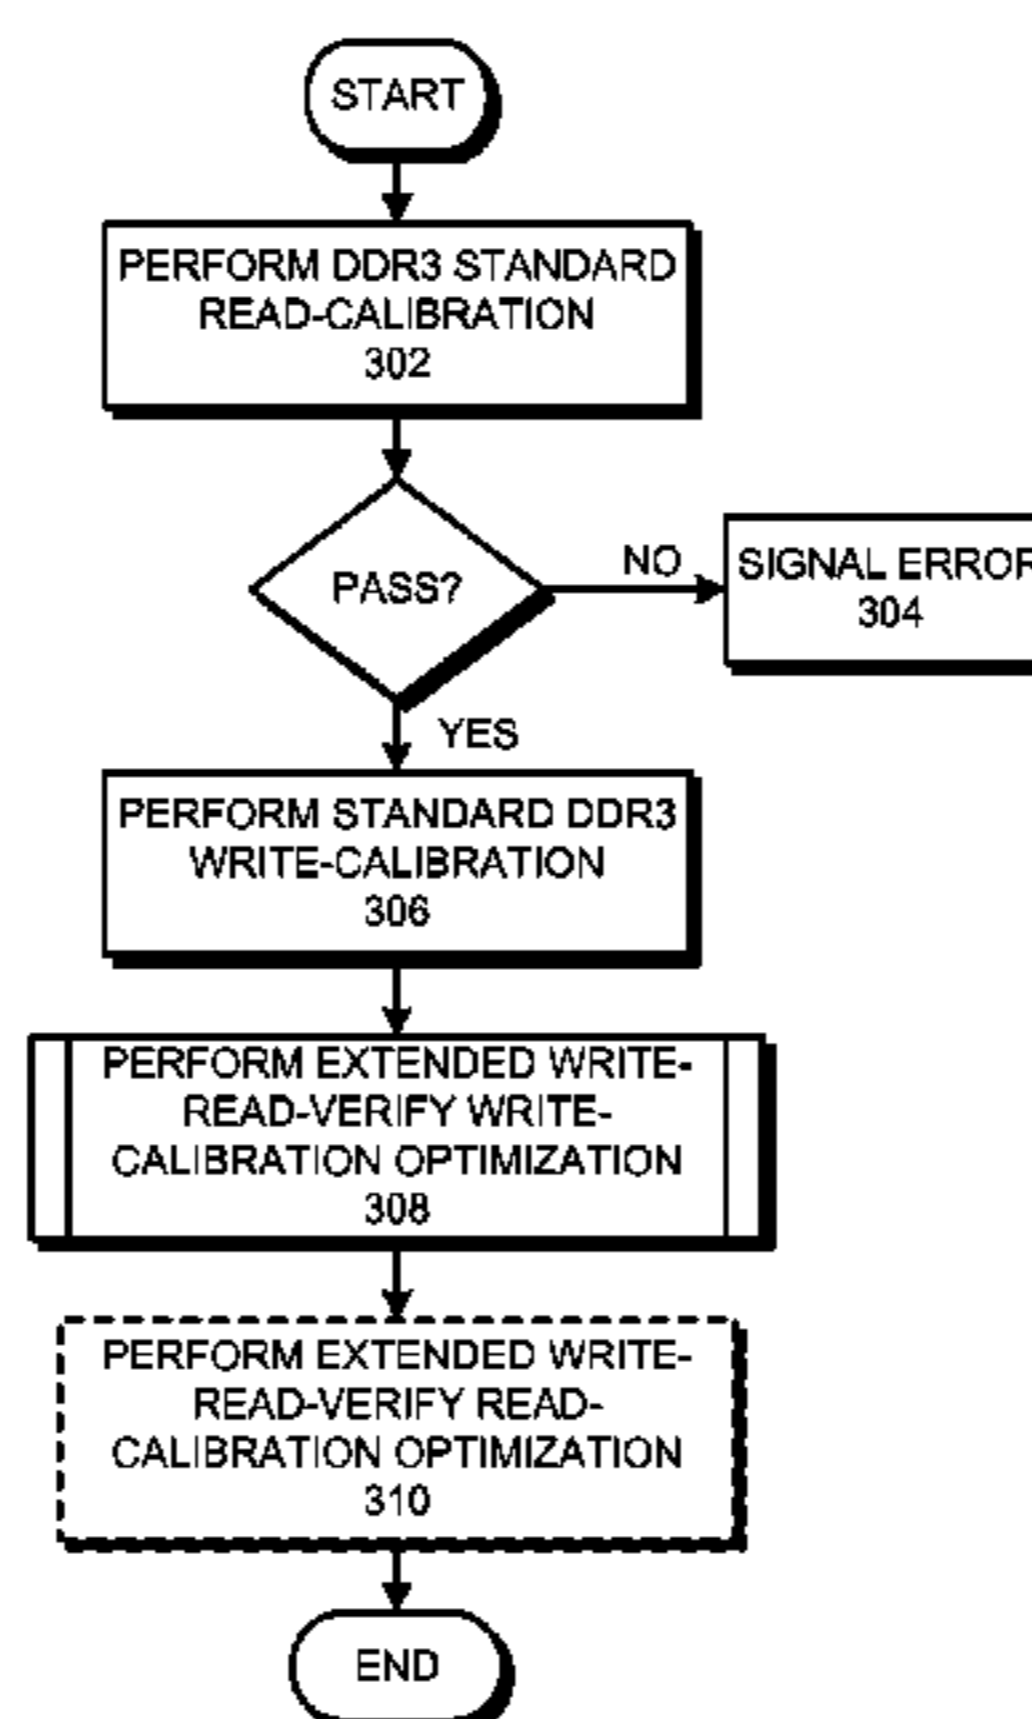 START
PERFORM DDR3 STANDARD
READ-CALIBRATION
302
PASS?
NO
SIGNAL ERROR
304
YES
PERFORM STANDARD DDR3
WRITE-CALIBRATION
306
PERFORM EXTENDED WRITE-
READ-VERIFY WRITE-
CALIBRATION OPTIMIZATION
308
PERFORM EXTENDED WRITE-
READ-VERIFY READ-
CALIBRATION OPTIMIZATION
310
END